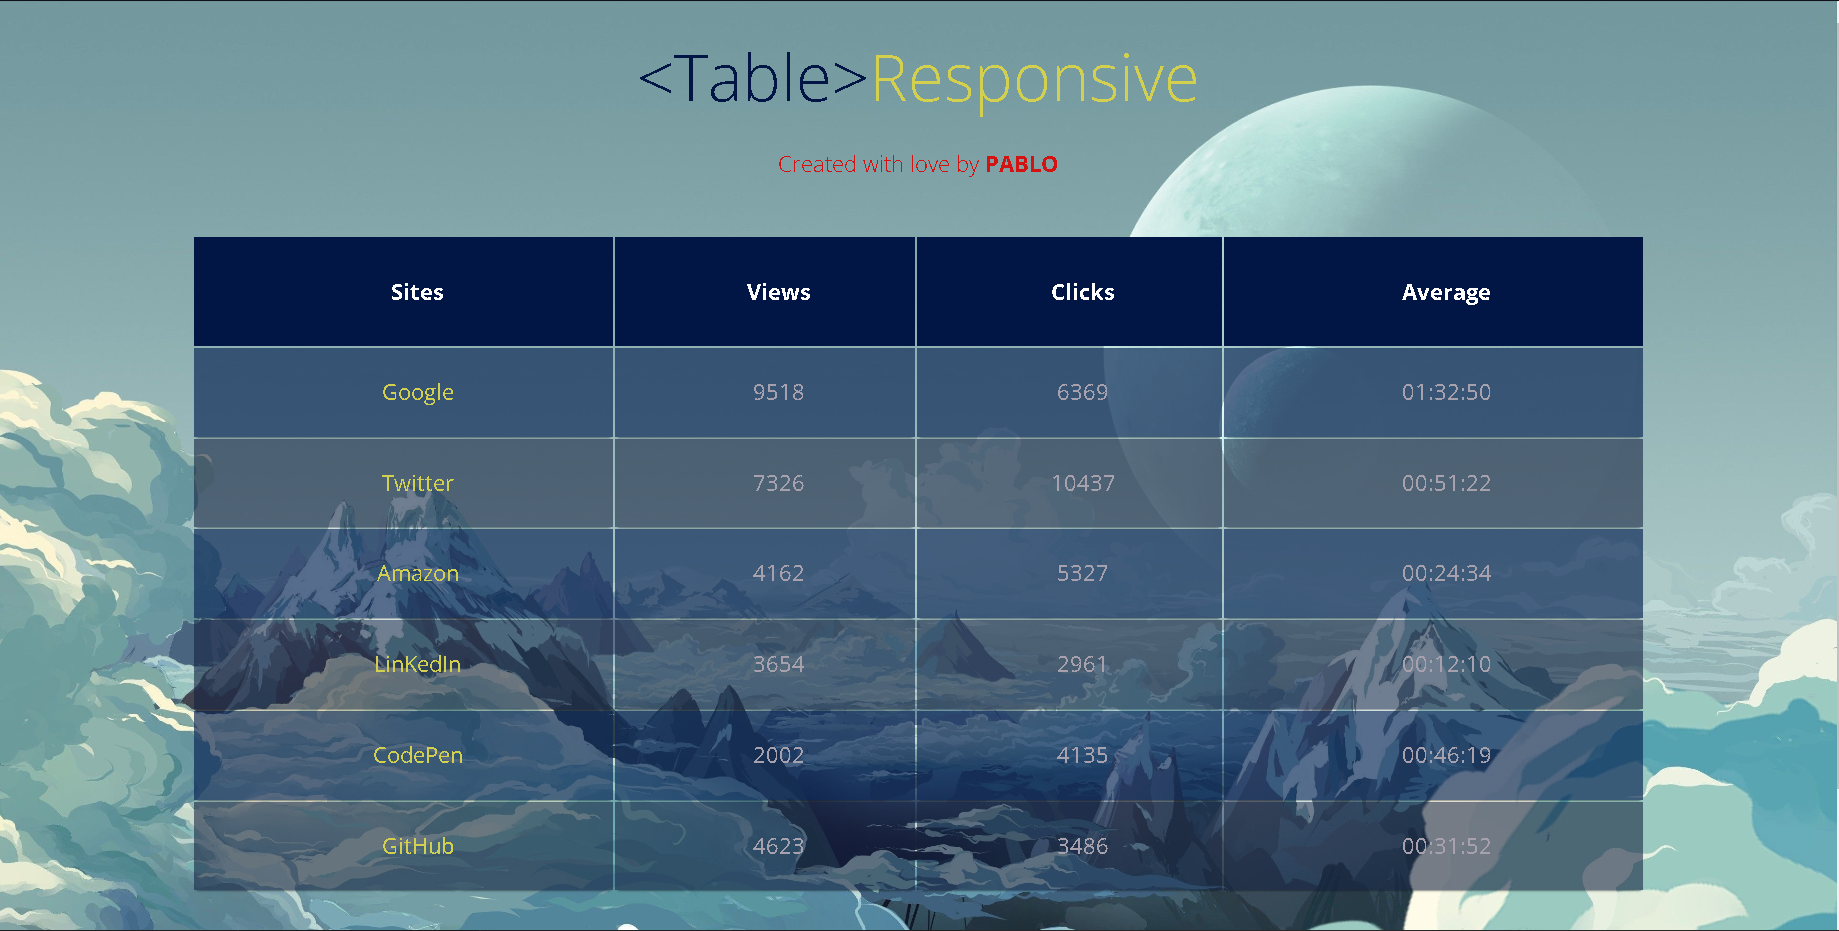 <Table>Responsive
Created with love by PABLO
Sites Views Clicks Average
Google 9518 6369 01:32:50
Twitter 7326 10437 00:51:22
Amazon 4162 5327 00:24:34
LinKedIn 3654 2961 00:12:10
CodePen 2002 4135 00:46:19
GitHub 4623 3486 00:31:52